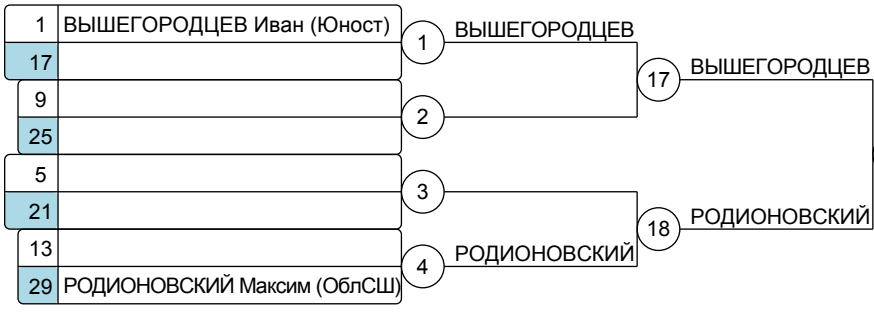 1 ВЫШЕГОРОДЦЕВ Иван (Юност)
17
9
25
5
21
13
29 РОДИОНОВСКИЙ Максим (ОблСШ)
1 ВЫШЕГОРОДЦЕВ
2
3
4 РОДИОНОВСКИЙ
17 ВЫШЕГОРОДЦЕВ
18 РОДИОНОВСКИЙ